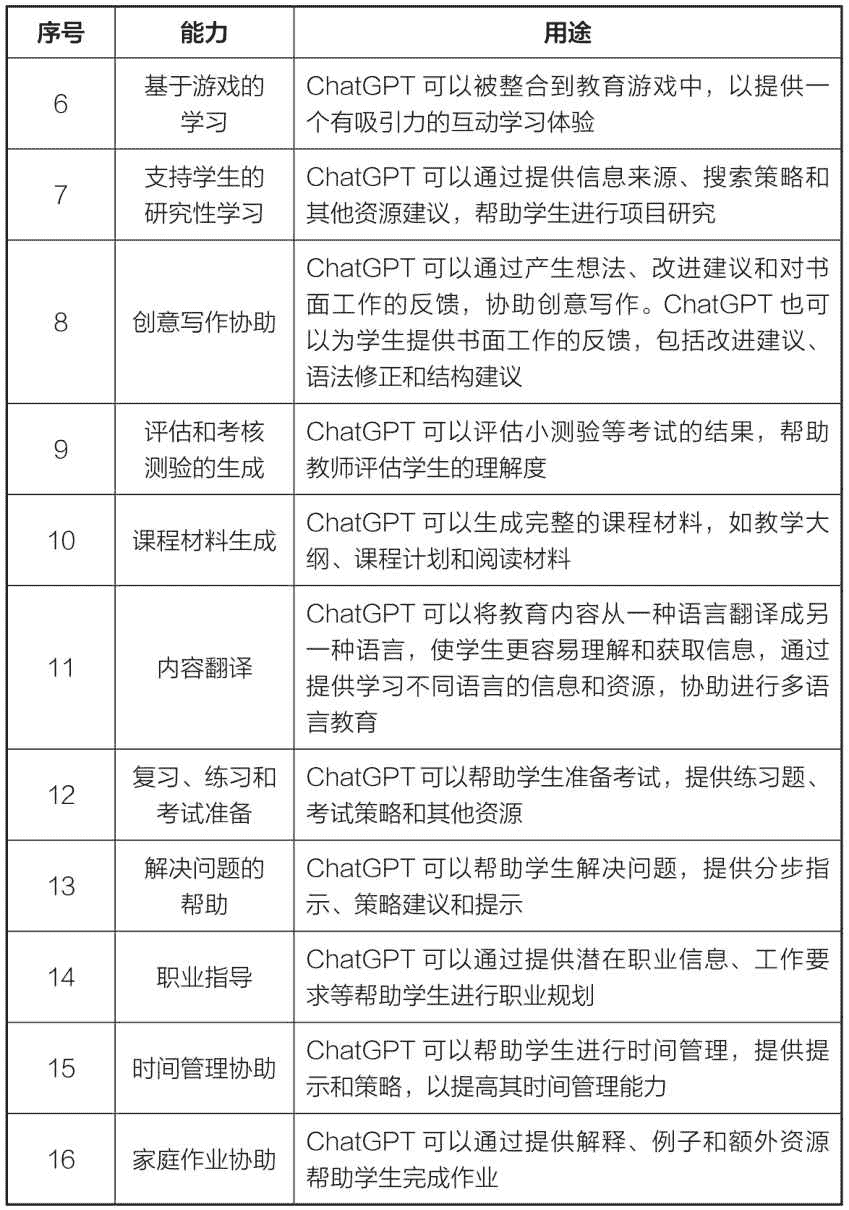 序号 能力 用途
6 基于游戏的
学习 ChatGPT 可以被整合到教育游戏中，以提供一
个有吸引力的互动学习体验
7 支持学生的
研究性学习 ChatGPT 可以通过提供信息来源、搜索策略和
其他资源建议，帮助学生进行项目研究
8 创意写作协助 ChatGPT 可以通过产生想法、改进建议和对书
面工作的反馈，协助创意写作。ChatGPT 也可
以为学生提供书面工作的反馈，包括改进建议、
语法修正和结构建议
9 评估和考核
测验的生成 ChatGPT 可以评估小测验等考试的结果，帮助
教师评估学生的理解度
10 课程材料生成 ChatGPT 可以生成完整的课程材料，如教学大
纲、课程计划和阅读材料
11 内容翻译 ChatGPT 可以将教育内容从一种语言翻译成另
一种语言，使学生更容易理解和获取信息，通过
提供学习不同语言的信息和资源，协助进行多语
言教育
12 复习、练习和
考试准备 ChatGPT 可以帮助学生准备考试，提供练习题、
考试策略和其他资源
13 解决问题的
帮助 ChatGPT 可以帮助学生解决问题，提供分步指
示、策略建议和提示
14 职业指导 ChatGPT 可以通过提供潜在职业信息、工作要
求等帮助学生进行职业规划
15 时间管理协助 ChatGPT 可以帮助学生进行时间管理，提供提
示和策略，以提高其时间管理能力
16 家庭作业协助 ChatGPT 可以通过提供解释、例子和额外资源
帮助学生完成作业